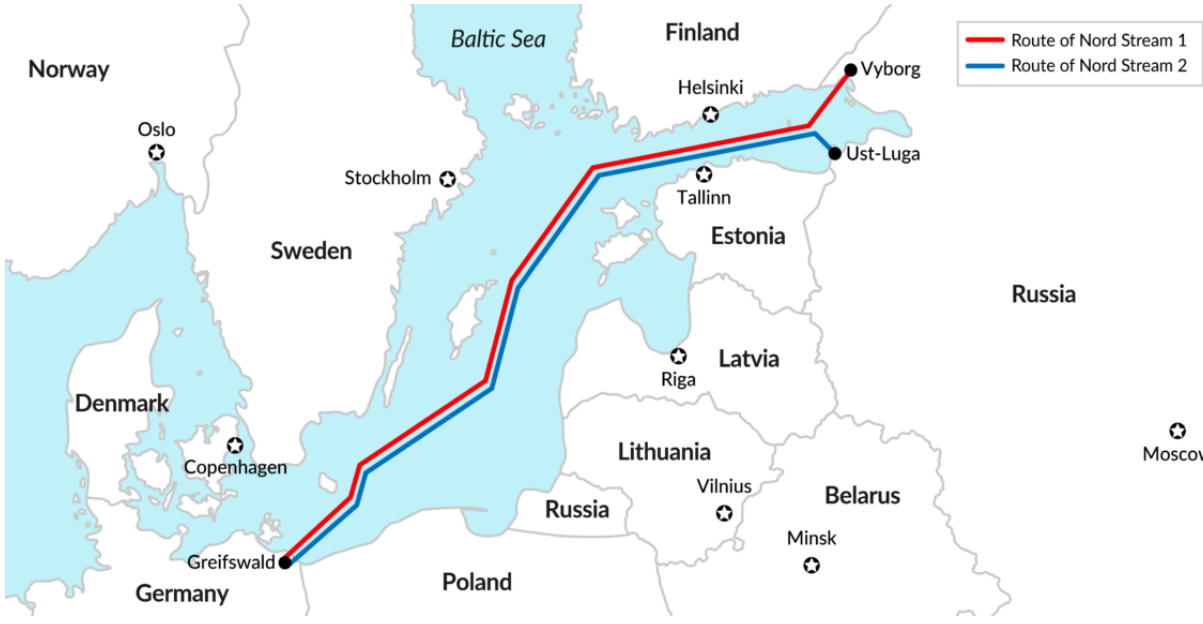 Baltic Sea
Finland
Route of Nord Stream 1
Route of Nord Stream 2
Norway
Vyborg
Helsinki
Oslo
Ust-Luga
Stockholm
Tallinn
Estonia
Sweden
Russia
Latvia
Riga
Denmark
Moscow
Copenhagen
Lithuania
Vilnius
Belarus
Russia
Minsk
Greifswald
Poland
Germany